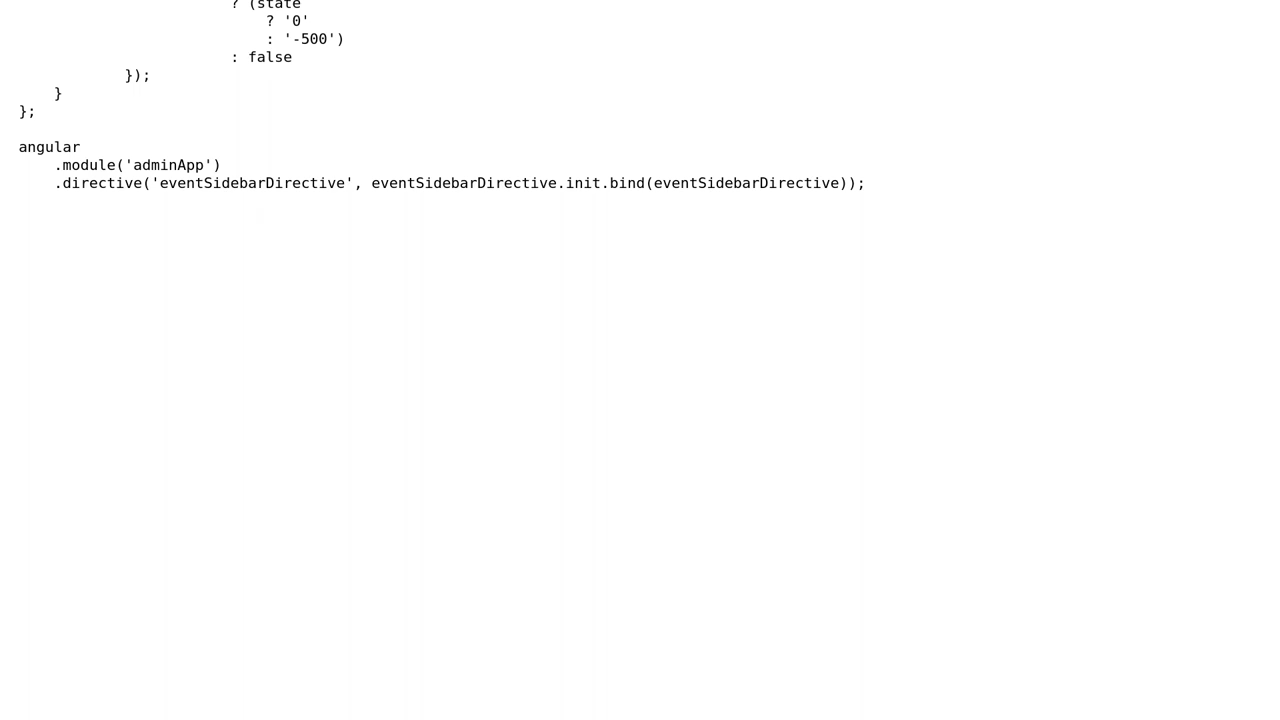 ? (state
? '0'
: '-500')
: false
});
}
};
angular
.module('adminApp')
.directive('eventSidebarDirective', eventSidebarDirective.init.bind(eventSidebarDirective));